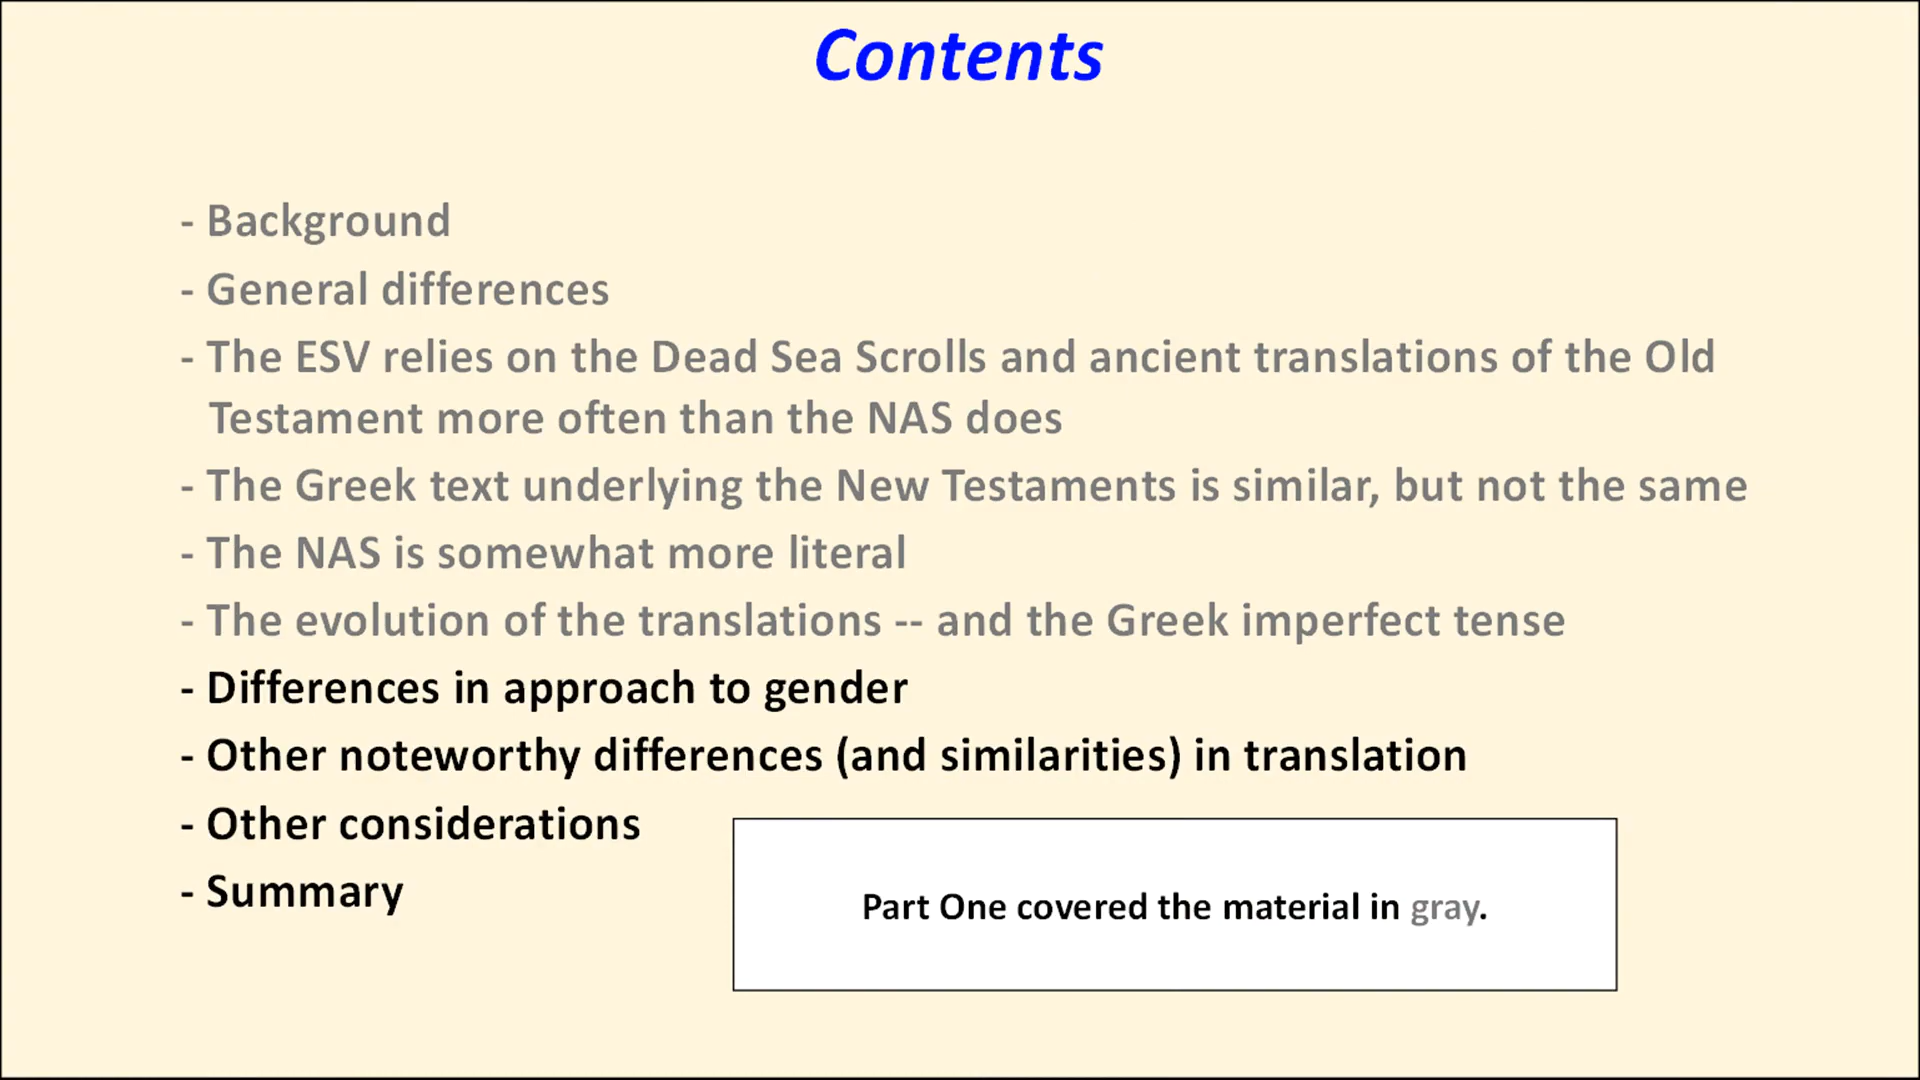 Contents
- Background
- General differences
- The ESV relies on the Dead Sea Scrolls and ancient translations of the Old
Testament more often than the NAS does
- The Greek text underlying the New Testaments is similar, but not the same
- The NAS is somewhat more literal
- The evolution of the translations -- and the Greek imperfect tense
- Differences in approach to gender
- Other noteworthy differences (and similarities) in translation
- Other considerations
- Summary
Part One covered the material in gray.